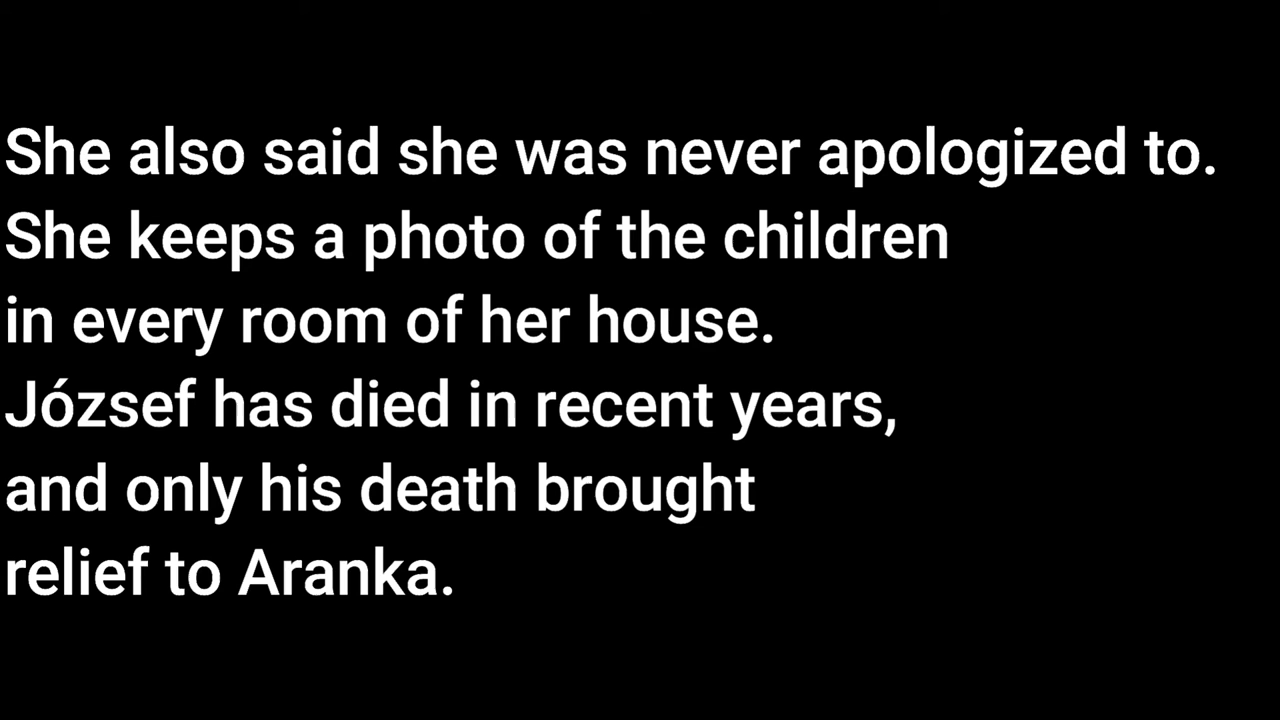 She also said she was never apologized to.
She keeps a photo of the children
in every room of her house.
József has died in recent years,
and only his death brought
relief to Aranka.